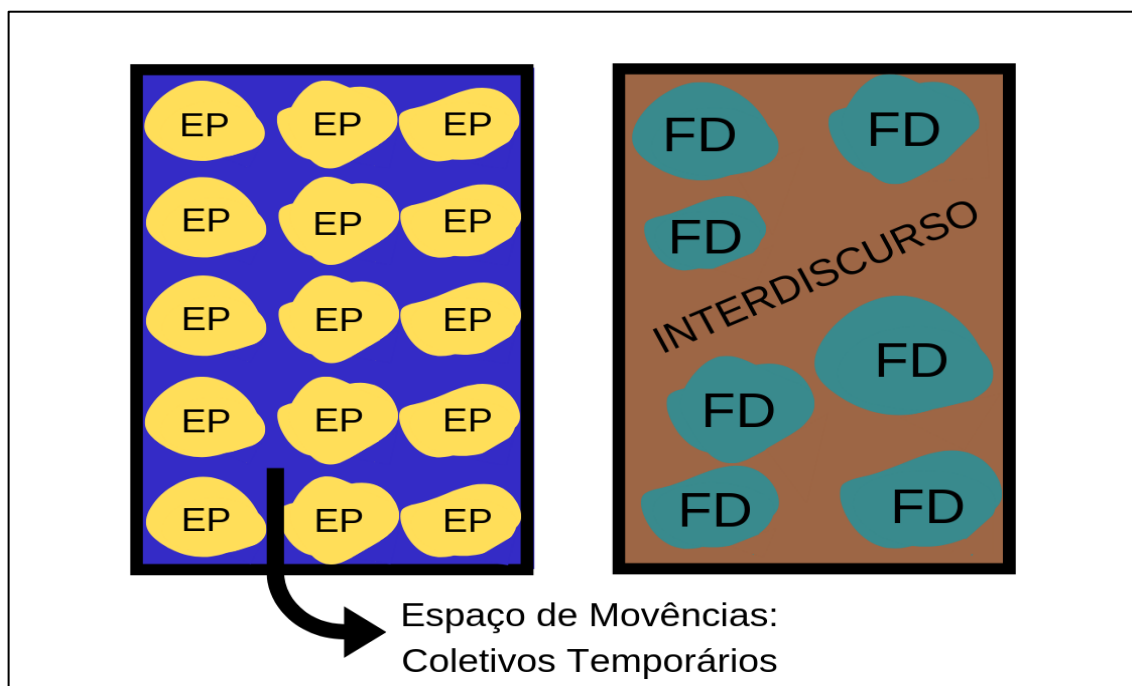 EP EP EP
EP EP EP
EP EP EP
EP EP EP
EP EP EP
FD FD
FD
INTERDISCURSO
FD
FD
FD FD
Espaço de Movências:
Coletivos Temporários